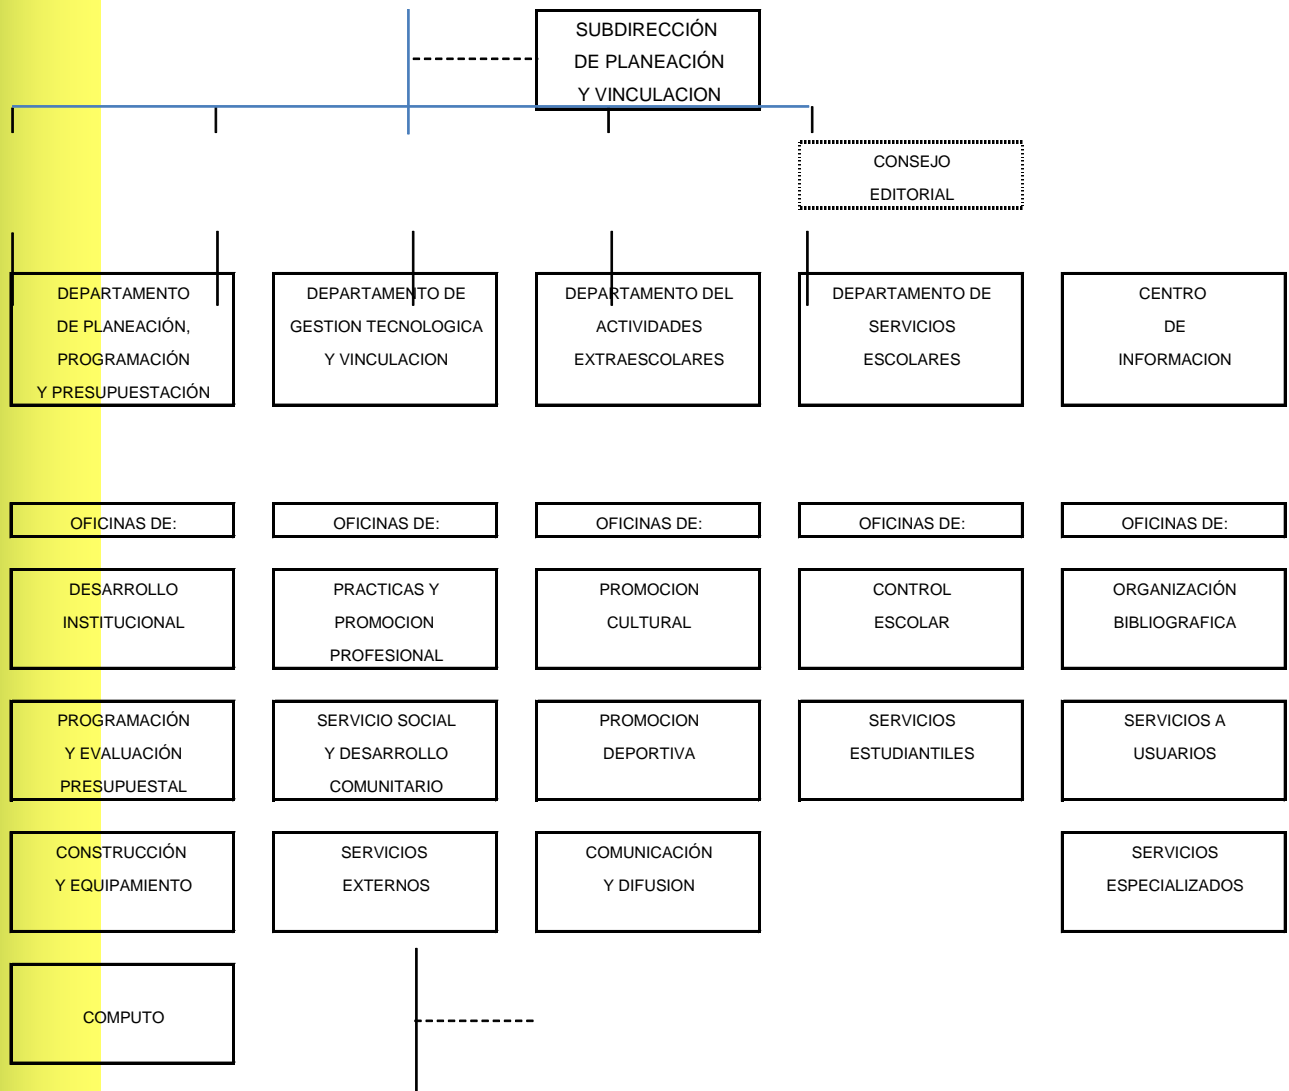 SUBDIRECCIÓN
DE PLANEACIÓN
Y VINCULACION
CONSEJO
EDITORIAL
DEPARTAMENTO
DE PLANEACIÓN,
PROGRAMACIÓN
Y PRESUPUESTACIÓN
DEPARTAMENTO DE
GESTION TECNOLOGICA
Y VINCULACION
DEPARTAMENTO DEL
ACTIVIDADES
EXTRAESCOLARES
DEPARTAMENTO DE
SERVICIOS
ESCOLARES
CENTRO
DE
INFORMACION
OFICINAS DE:
OFICINAS DE:
OFICINAS DE:
OFICINAS DE:
OFICINAS DE:
DESARROLLO
INSTITUCIONAL
PRACTICAS Y
PROMOCION
PROFESIONAL
PROMOCION
CULTURAL
CONTROL
ESCOLAR
ORGANIZACIÓN
BIBLIOGRAFICA
PROGRAMACIÓN
Y EVALUACIÓN
PRESUPUESTAL
SERVICIO SOCIAL
Y DESARROLLO
COMUNITARIO
PROMOCION
DEPORTIVA
SERVICIOS
ESTUDIANTILES
SERVICIOS A
USUARIOS
CONSTRUCCIÓN
Y EQUIPAMIENTO
SERVICIOS
EXTERNOS
COMUNICACIÓN
Y DIFUSION
SERVICIOS
ESPECIALIZADOS
COMPUTO